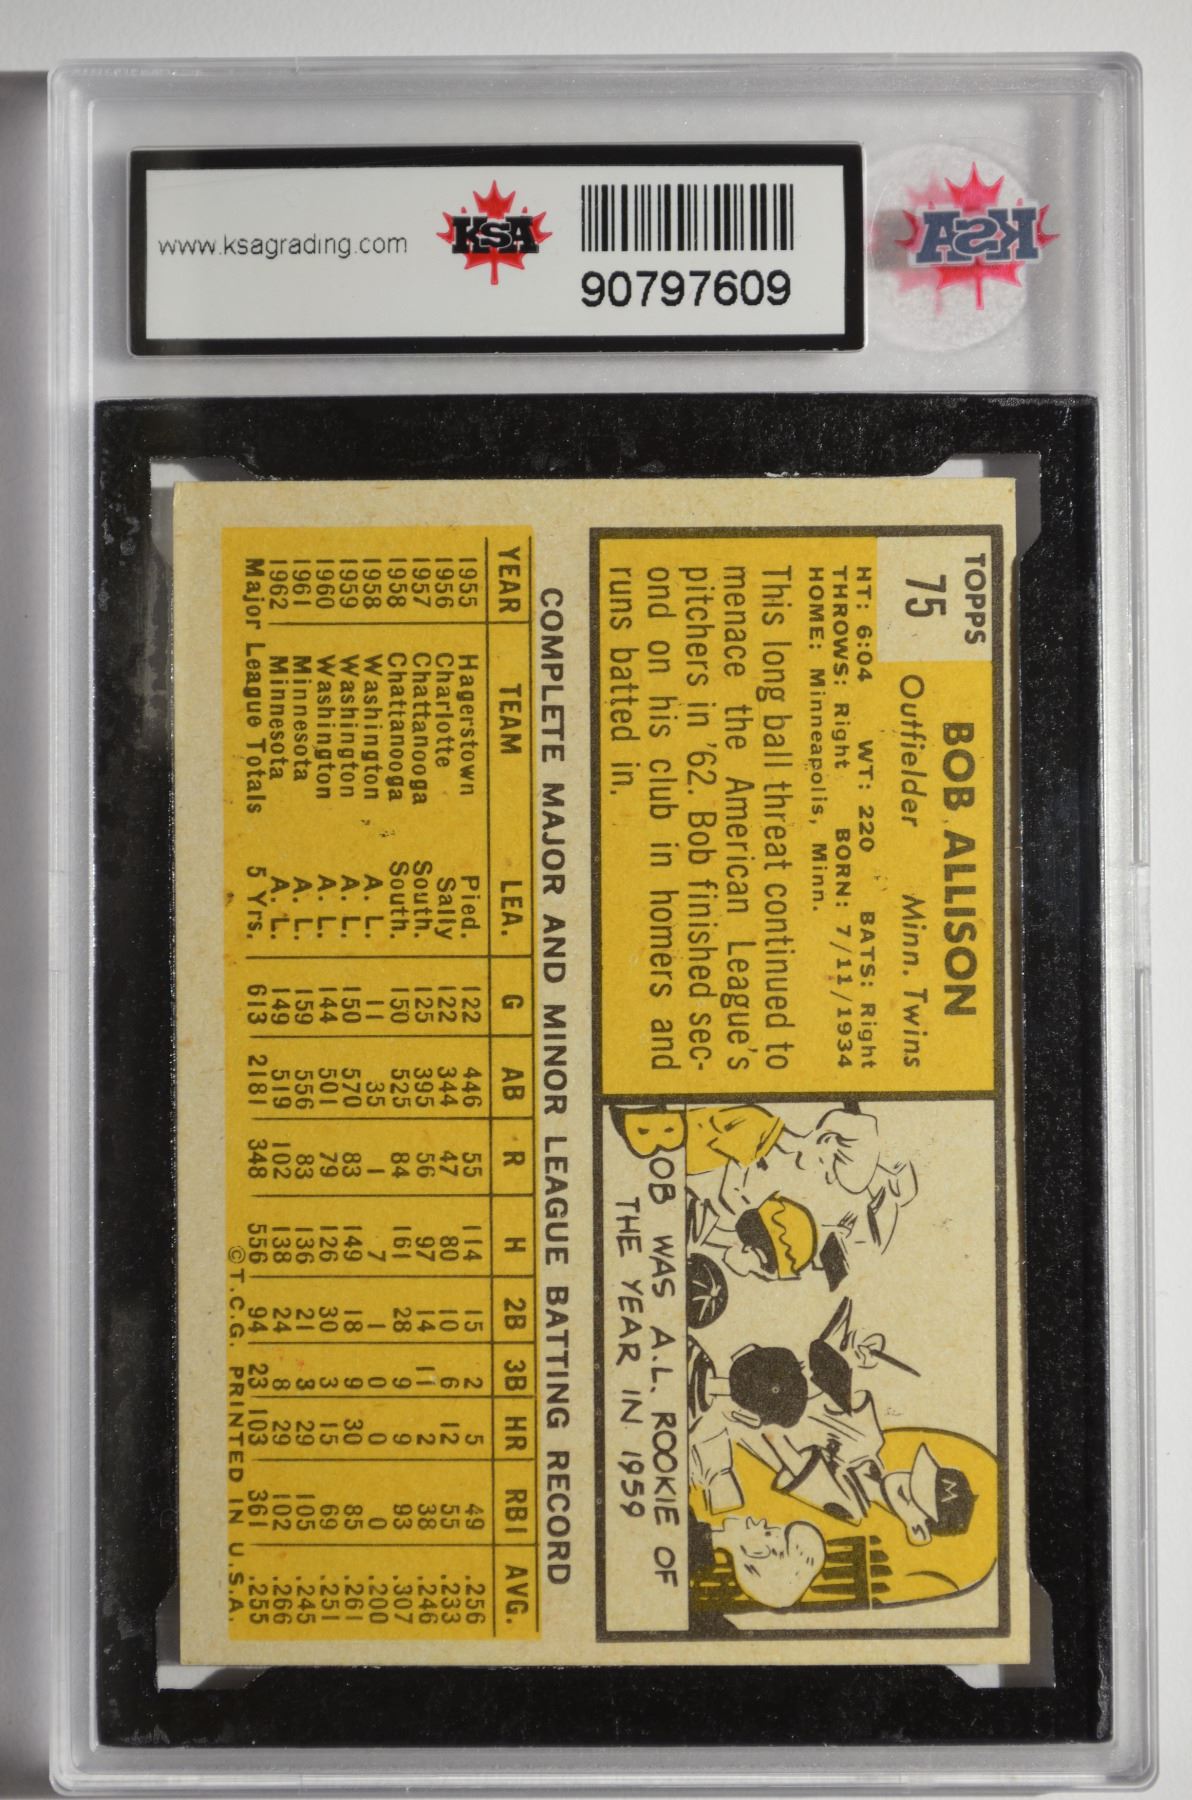 www.ksagrading.com
KSA
90797609
KSA
TOPPS
75
BOB ALLISON
Outfielder Minn. Twins
HT: 6:04 WT: 220 BATS: Right
THROWS: Right BORN: 7/11/1934
HOME: Minneapolis, Minn.
This long ball threat continued to
menace the American League's
pitchers in '62. Bob finished sec-
ond on his club in homers and
runs batted in.
M
BOB WAS A.L. ROOKIE OF
THE YEAR IN 1959
COMPLETE MAJOR AND MINOR LEAGUE BATTING RECORD
YEAR TEAM LEA. G AB R H 2B 3B HR RBI AVG.
1955 Hagerstown Pied. 122 446 55 114 15 2 5 49 .256
1956 Charlotte Sally 122 344 47 80 10 6 12 55 .233
1957 Chattanooga South. 125 395 56 97 14 11 2 38 .246
1958 Chattanooga South. 150 525 84 161 28 9 9 93 .307
1958 Washington A. L. 11 35 1 7 1 0 0 0 .200
1959 Washington A. L. 150 570 83 149 18 9 30 85 .261
1960 Washington A. L. 144 501 79 126 30 3 15 69 .251
1961 Minnesota A. L. 159 556 83 136 21 3 29 105 .245
1962 Minnesota A. L. 149 519 102 138 24 8 29 102 .266
Major League Totals 5 Yrs. 613 2181 348 556 94 23 103 361 .255
©T.C.G. PRINTED IN U.S.A.